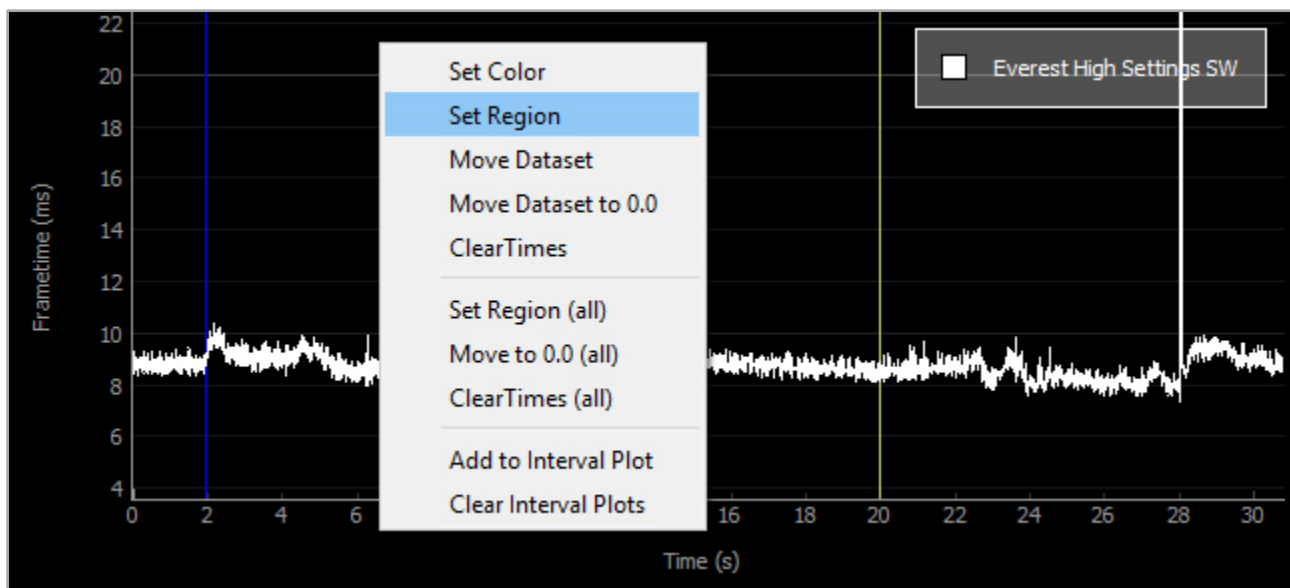 22
20
18
16
14
12
10
8
6
4
Frametime (ms)
Set Color
Set Region
Move Dataset
Move Dataset to 0.0
ClearTimes
Set Region (all)
Move to 0.0 (all)
ClearTimes (all)
Add to Interval Plot
Clear Interval Plots
Everest High Settings SW
0 2 4 6 16 18 20 22 24 26 28 30
Time (s)